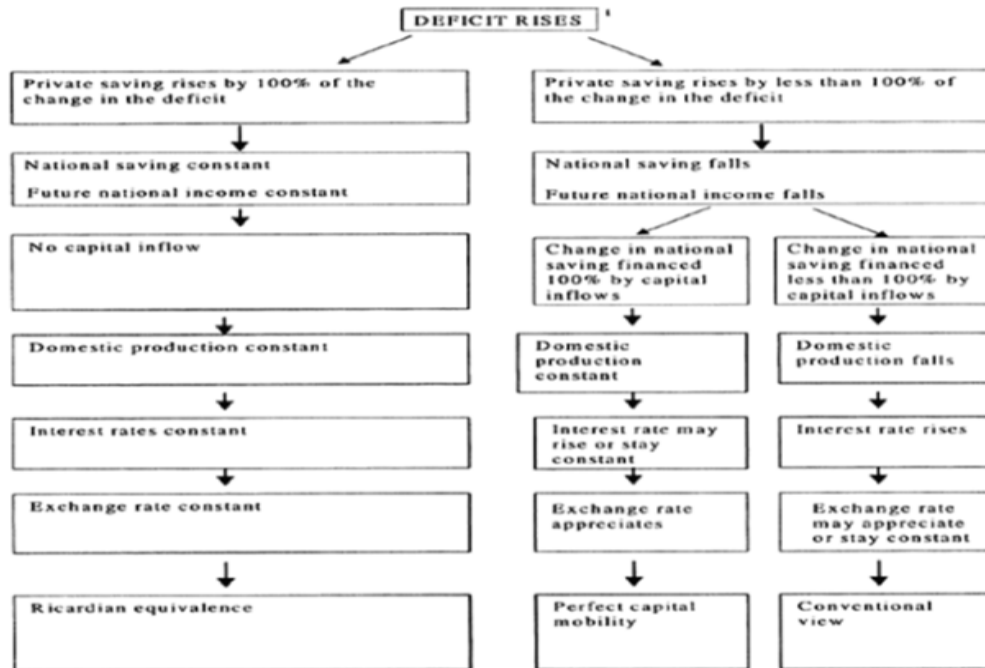 DEFICIT RISES 1
Private saving rises by 100% of the
change in the deficit
Private saving rises by less than 100% of
the change in the deficit
National saving constant
Future national income constant
National saving falls
Future national income falls
No capital inflow
Change in national
saving financed
100% by capital
inflows
Change in national
saving financed
less than 100% by
capital inflows
Domestic production constant
Domestic
production
constant
Domestic
production falls
Interest rates constant
Interest rate may
rise or stay
constant
Interest rate rises
Exchange rate constant
Exchange rate
appreciates
Exchange rate
may appreciate
or stay constant
Ricardian equivalence
Perfect capital
mobility
Conventional
view